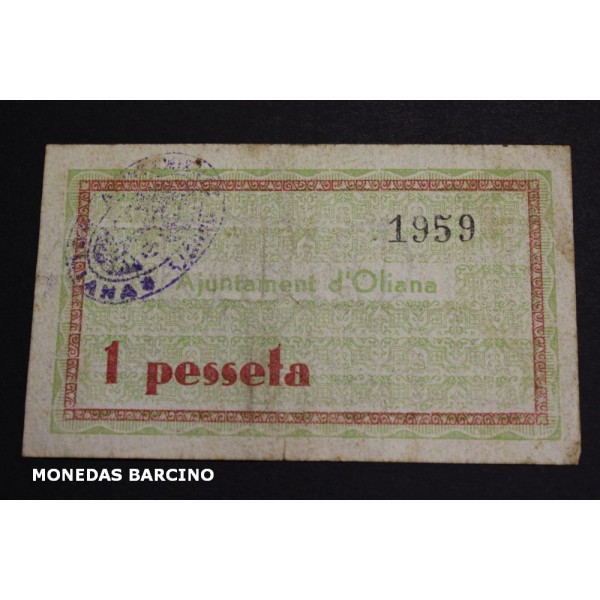 1959
Ajuntament d'Oliana
1 pesseta
MONEDAS BARCINO